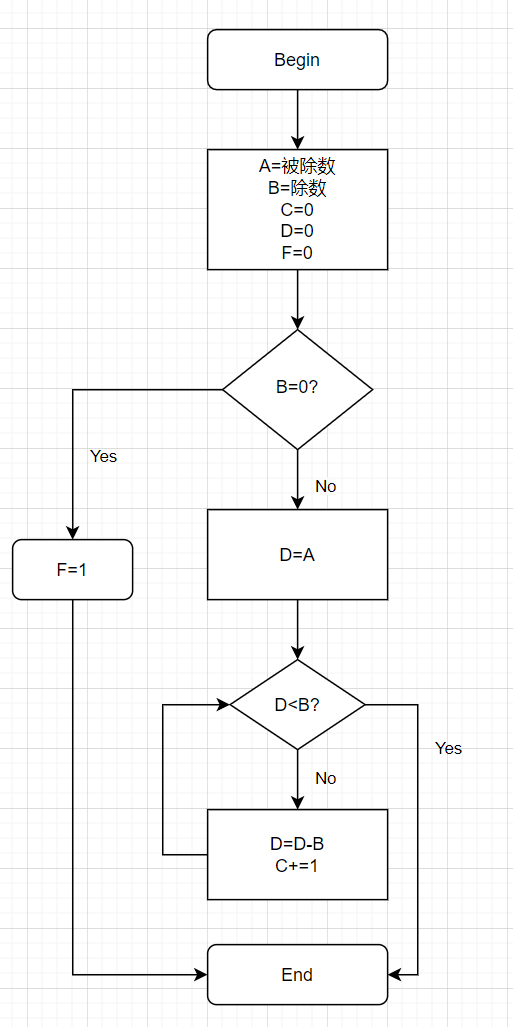 Begin
A=被除数
B=除数
C=0
D=0
F=0
B=0?
Yes
No
F=1
D=A
D<B?
Yes
No
D=D-B
C+=1
End